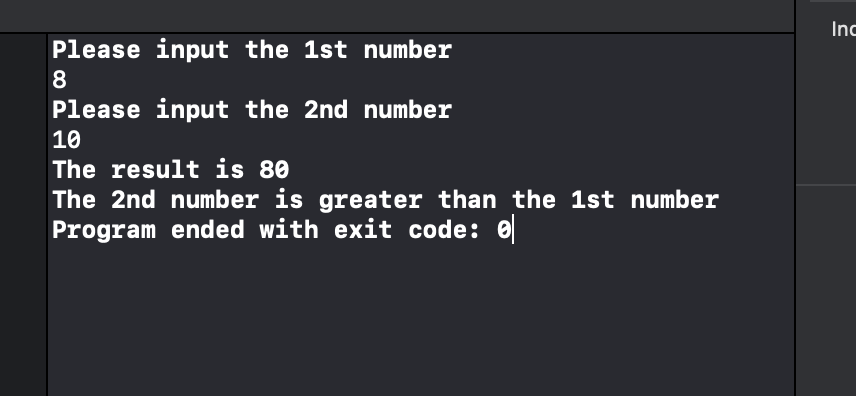 Please input the 1st number
8
Please input the 2nd number
10
The result is 80
The 2nd number is greater than the 1st number
Program ended with exit code: 0